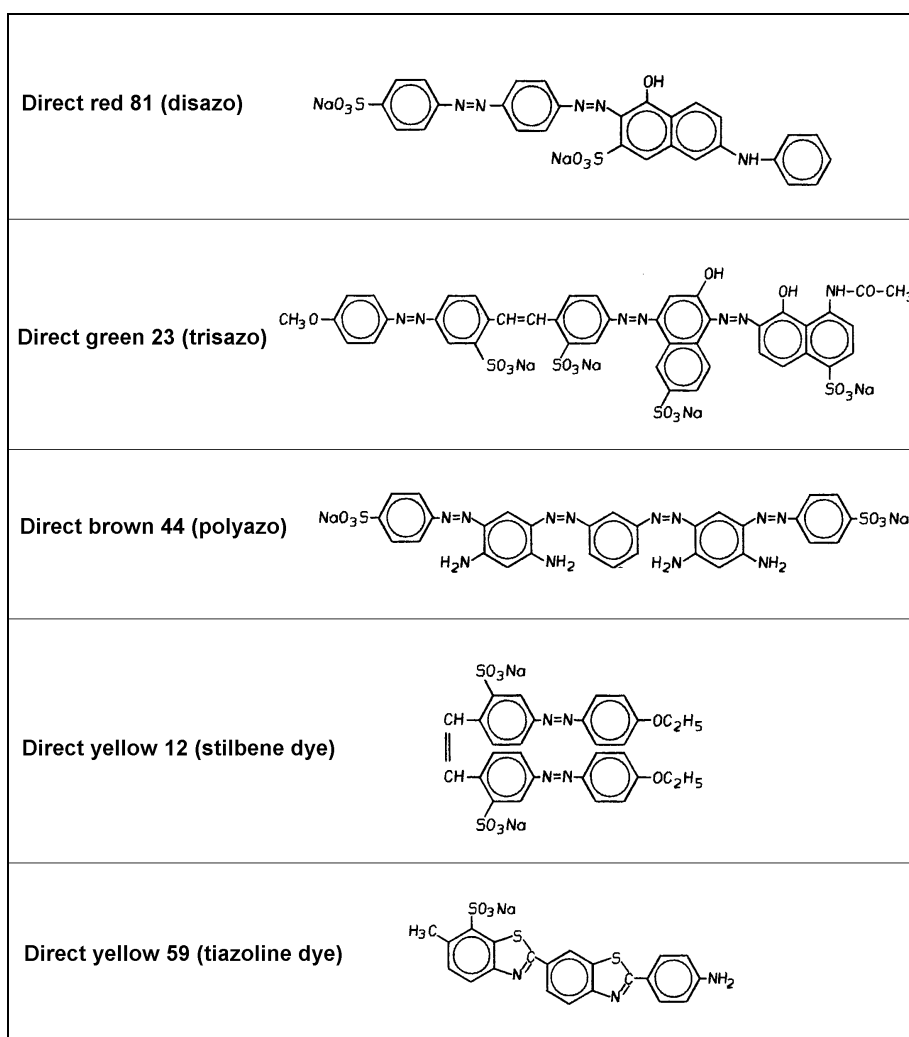 Direct red 81 (disazo)
NaO₃S
N=N
N=N
OH
NaO₃S
NH
Direct green 23 (trisazo)
CH₃O
N=N
CH=CH
SO₃Na
SO₃Na
N=N
OH
N=N
SO₃Na
OH
NH-CO-CH₃
SO₃Na
Direct brown 44 (polyazo)
NaO₃S
N=N
N=N
N=N
N=N
SO₃Na
H₂N
NH₂
H₂N
NH₂
Direct yellow 12 (stilbene dye)
SO₃Na
CH
N=N
OC₂H₅
CH
N=N
OC₂H₅
SO₃Na
Direct yellow 59 (tiazoline dye)
SO₃Na
H₃C
S
C
N
S
C
N
NH₂